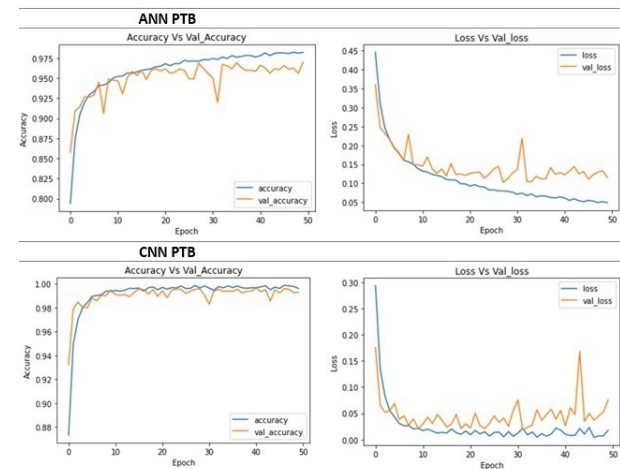 ANN PTB
Accuracy Vs Val_Accuracy
Accuracy
0.975
0.950
0.925
0.900
0.875
0.850
0.825
0.800
accuracy
val_accuracy
0 10 20 30 40 50
Epoch
Loss Vs Val_loss
Loss
0.45
0.40
0.35
0.30
0.25
0.20
0.15
0.10
0.05
loss
val_loss
0 10 20 30 40 50
Epoch
CNN PTB
Accuracy Vs Val_Accuracy
Accuracy
1.00
0.98
0.96
0.94
0.92
0.90
0.88
accuracy
val_accuracy
0 10 20 30 40 50
Epoch
Loss Vs Val_loss
Loss
0.30
0.25
0.20
0.15
0.10
0.05
0.00
loss
val_loss
0 10 20 30 40 50
Epoch